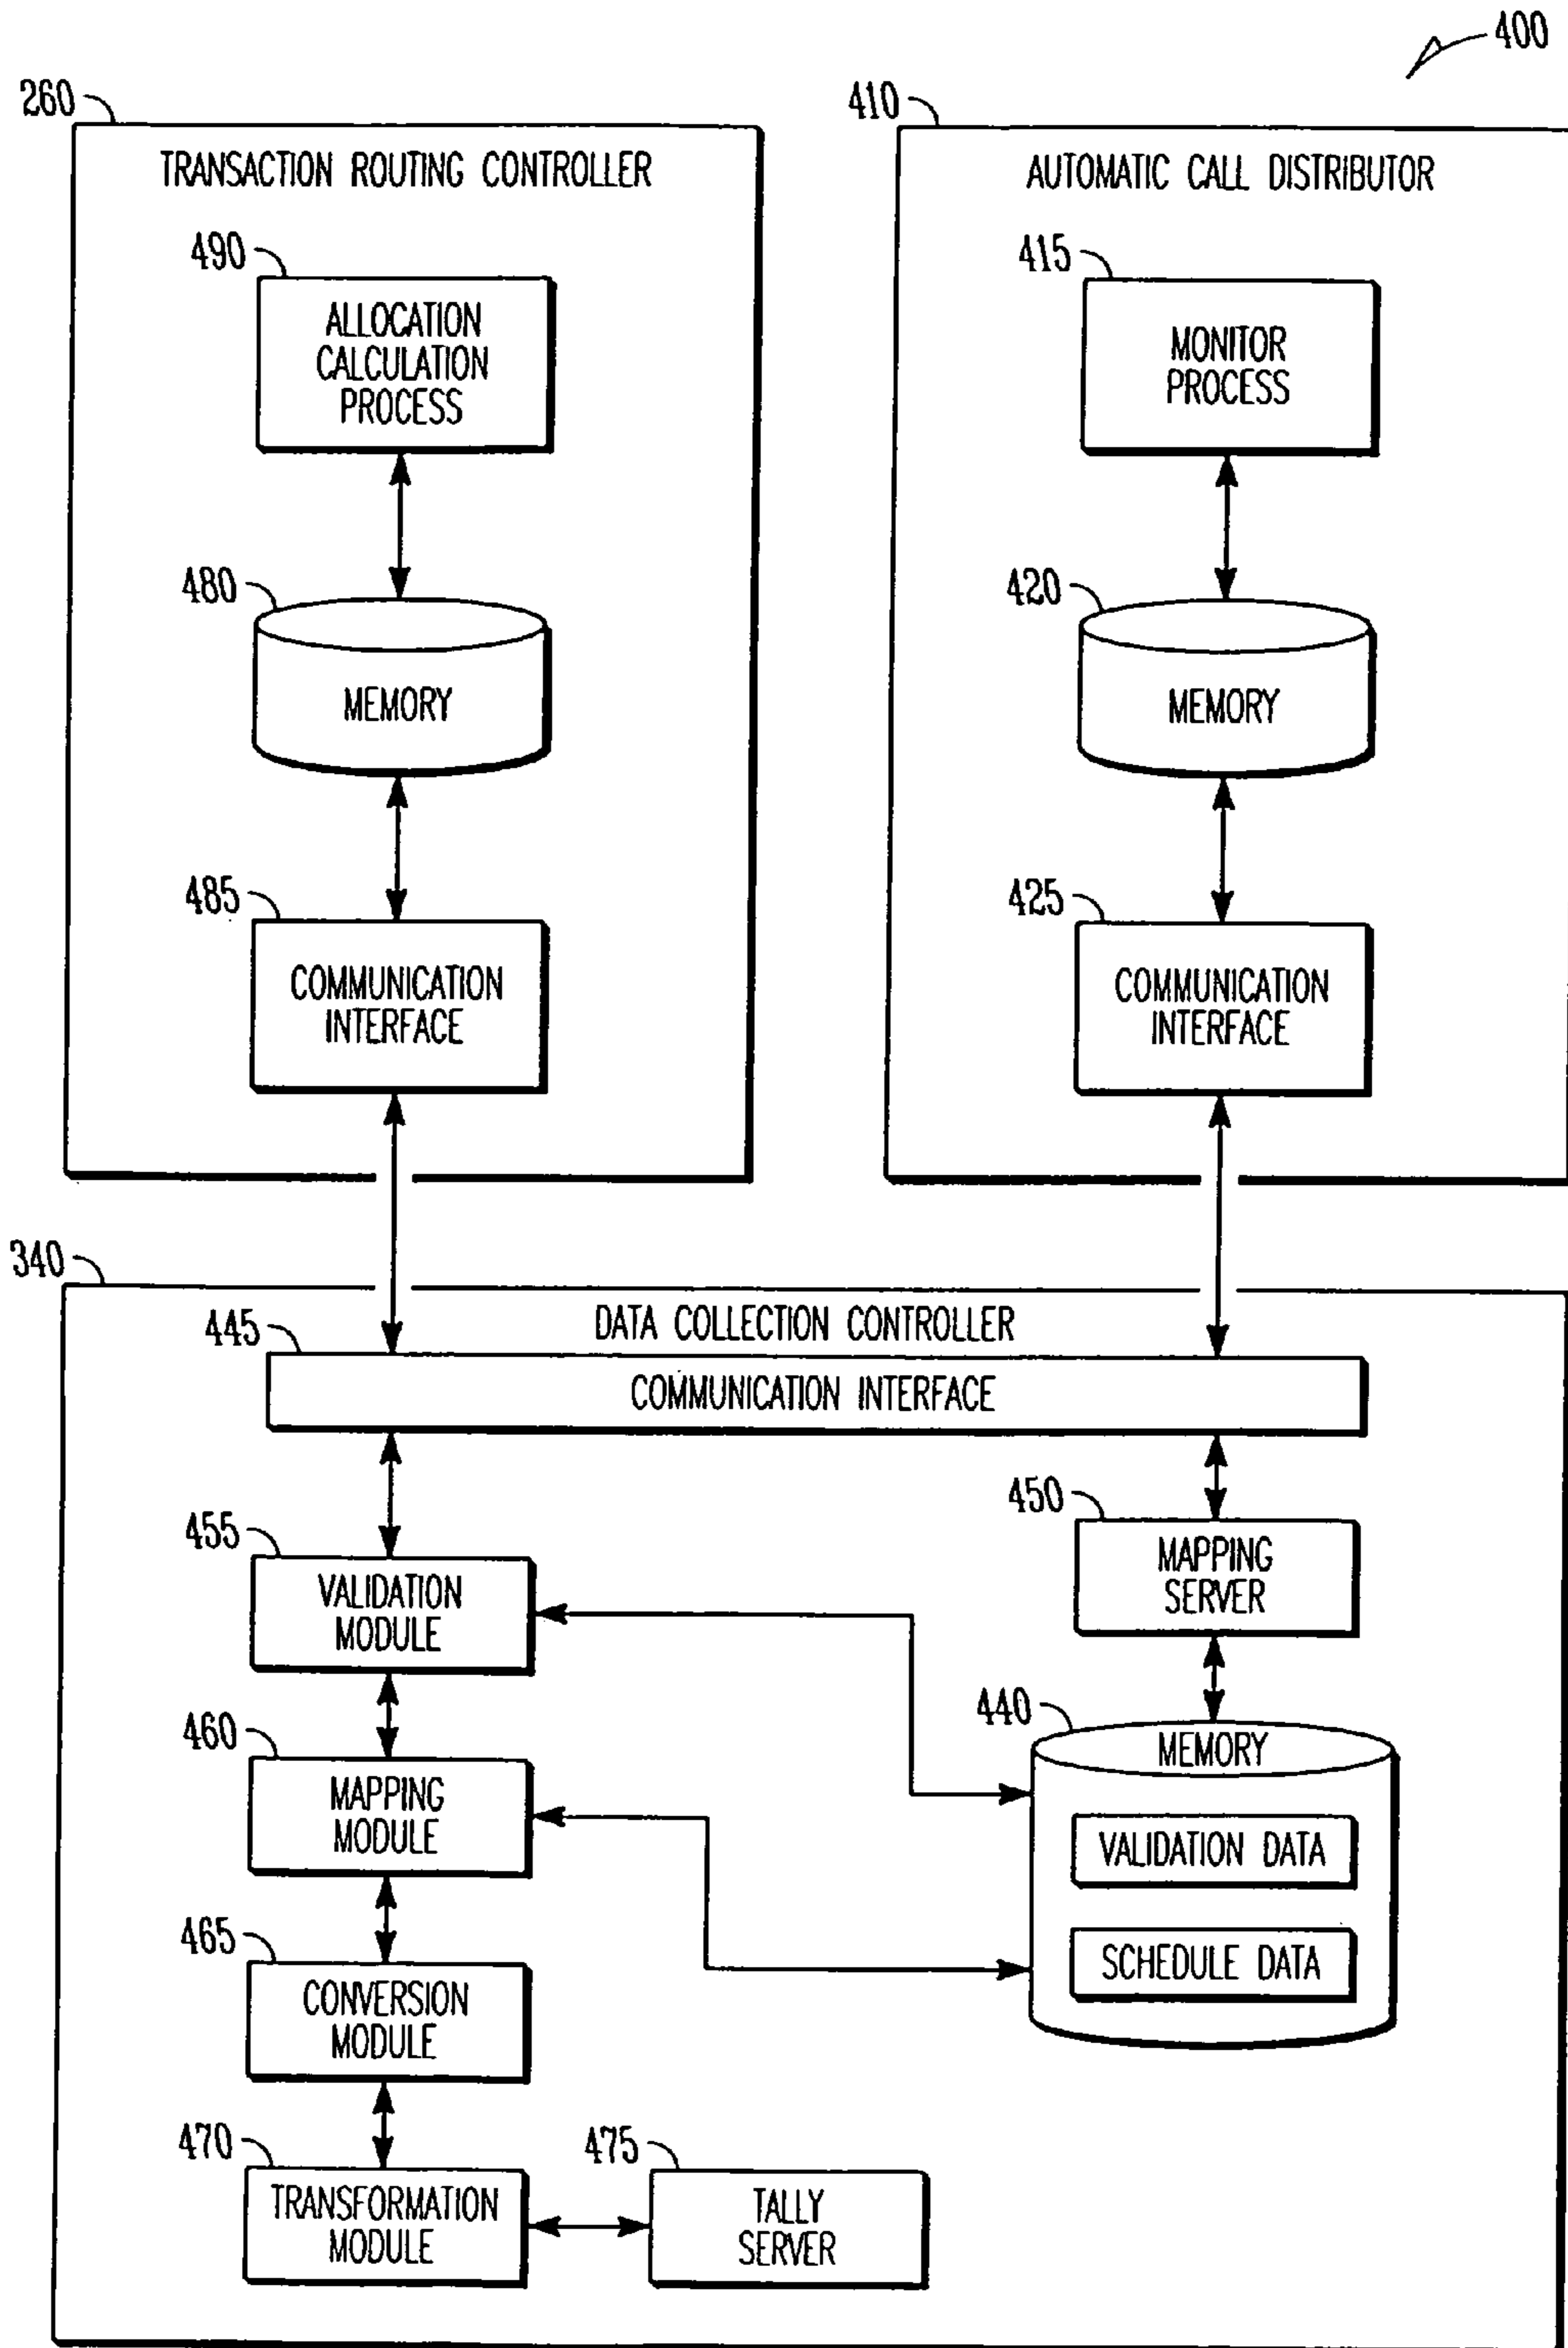 400
260
TRANSACTION ROUTING CONTROLLER
490
ALLOCATION
CALCULATION
PROCESS
480
MEMORY
485
COMMUNICATION
INTERFACE
410
AUTOMATIC CALL DISTRIBUTOR
415
MONITOR
PROCESS
420
MEMORY
425
COMMUNICATION
INTERFACE
340
DATA COLLECTION CONTROLLER
445
COMMUNICATION INTERFACE
455
VALIDATION
MODULE
450
MAPPING
SERVER
460
MAPPING
MODULE
440
MEMORY
VALIDATION DATA
SCHEDULE DATA
465
CONVERSION
MODULE
470
TRANSFORMATION
MODULE
475
TALLY
SERVER